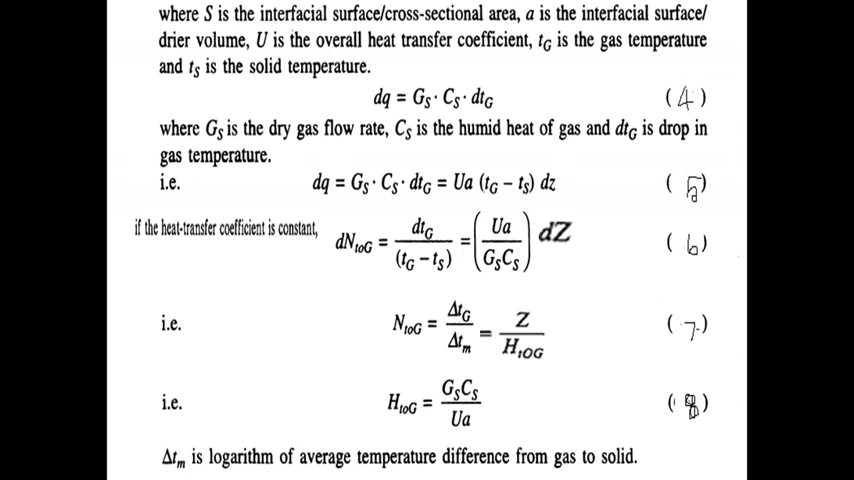 where S is the interfacial surface/cross-sectional area, a is the interfacial surface/
drier volume, U is the overall heat transfer coefficient, t_G is the gas temperature
and t_S is the solid temperature.
dq = G_S · C_S · dt_G (4)
where G_S is the dry gas flow rate, C_S is the humid heat of gas and dt_G is drop in
gas temperature.
i.e. dq = G_S · C_S · dt_G = Ua (t_G − t_S) dz (5)
if the heat-transfer coefficient is constant, dN_toG = dt_G / (t_G − t_S) = (Ua / G_S C_S) dZ (6)
i.e. N_toG = Δt_G / Δt_m = Z / H_tOG (7)
i.e. H_toG = G_S C_S / Ua (8)
Δt_m is logarithm of average temperature difference from gas to solid.